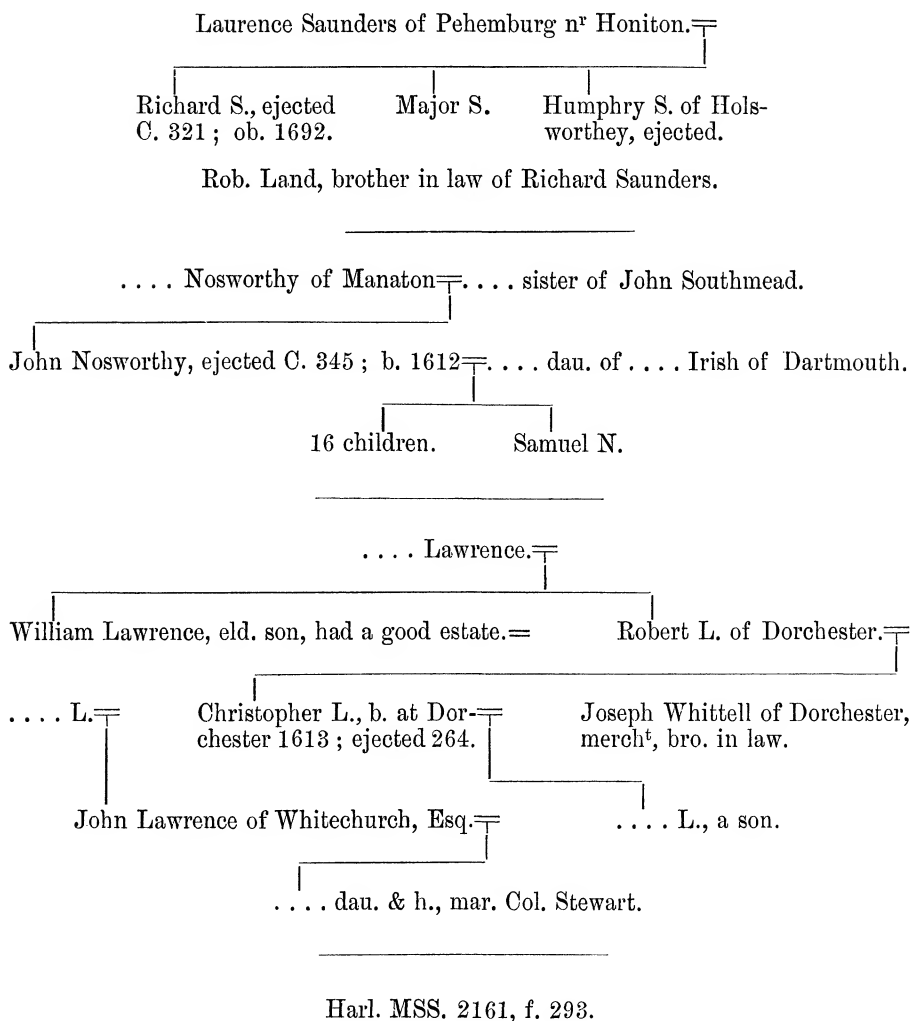 Laurence Saunders of Pehemburg nʳ Honiton.
Richard S., ejected C. 321 ; ob. 1692.
Major S.
Humphry S. of Hols-
worthey, ejected.
Rob. Land, brother in law of Richard Saunders.
. . . . Nosworthy of Manaton = . . . . sister of John Southmead.
John Nosworthy, ejected C. 345 ; b. 1612 = . . . . dau. of . . . . Irish of Dartmouth.
16 children. Samuel N.
. . . . Lawrence.=
William Lawrence, eld. son, had a good estate.= Robert L. of Dorchester.=
. . . . L.=
Christopher L., b. at Dor-=
chester 1613 ; ejected 264.
Joseph Whittell of Dorchester,
merchᵗ, bro. in law.
John Lawrence of Whitechurch, Esq.= . . . . L., a son.
. . . . dau. & h., mar. Col. Stewart.
Harl. MSS. 2161, f. 293.